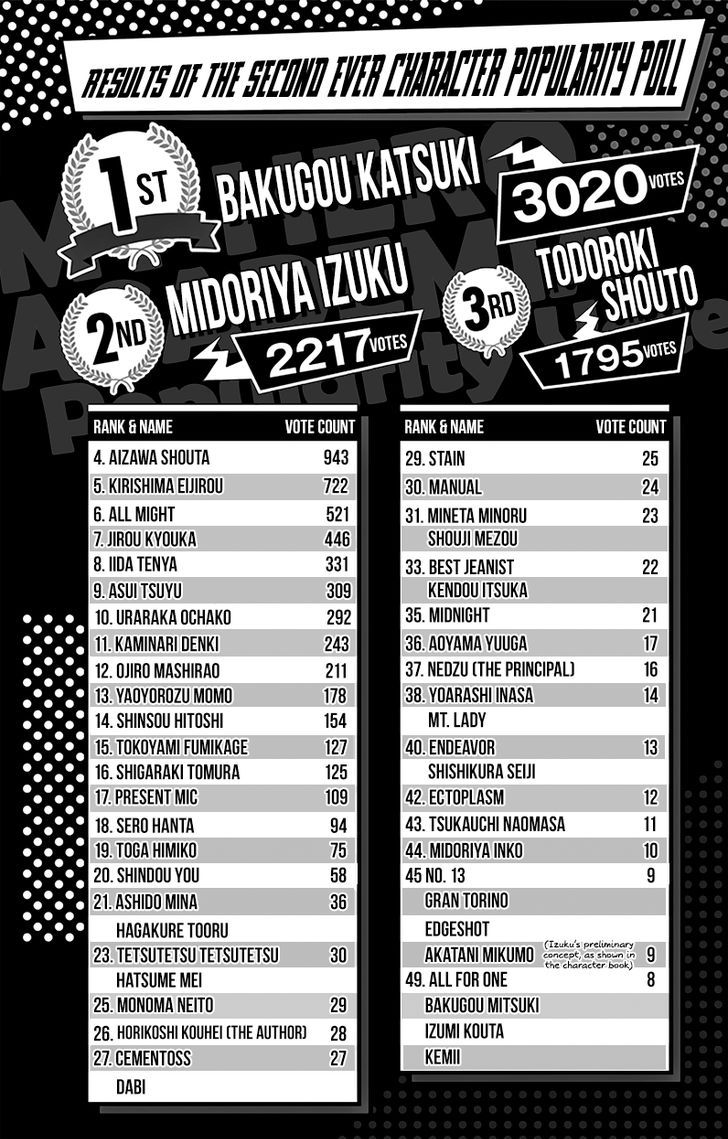 RESULTS OF THE SECOND EVER CHARACTER POPULARITY POLL
MY HERO
ACADEMIA
Popularity Vote
1ST BAKUGOU KATSUKI 3020 VOTES
2ND MIDORIYA IZUKU
2217 VOTES
3RD TODOROKI
SHOUTO
1795 VOTES
RANK & NAME VOTE COUNT
4. AIZAWA SHOUTA 943
5. KIRISHIMA EIJIROU 722
6. ALL MIGHT 521
7. JIROU KYOUKA 446
8. IIDA TENYA 331
9. ASUI TSUYU 309
10. URARAKA OCHAKO 292
11. KAMINARI DENKI 243
12. OJIRO MASHIRAO 211
13. YAOYOROZU MOMO 178
14. SHINSOU HITOSHI 154
15. TOKOYAMI FUMIKAGE 127
16. SHIGARAKI TOMURA 125
17. PRESENT MIC 109
18. SERO HANTA 94
19. TOGA HIMIKO 75
20. SHINDOU YOU 58
21. ASHIDO MINA 36
HAGAKURE TOORU
23. TETSUTETSU TETSUTETSU 30
HATSUME MEI
25. MONOMA NEITO 29
26. HORIKOSHI KOUHEI (THE AUTHOR) 28
27. CEMENTOSS 27
DABI
RANK & NAME VOTE COUNT
29. STAIN 25
30. MANUAL 24
31. MINETA MINORU 23
SHOUJI MEZOU
33. BEST JEANIST 22
KENDOU ITSUKA
35. MIDNIGHT 21
36. AOYAMA YUUGA 17
37. NEDZU (THE PRINCIPAL) 16
38. YOARASHI INASA 14
MT. LADY
40. ENDEAVOR 13
SHISHIKURA SEIJI
42. ECTOPLASM 12
43. TSUKAUCHI NAOMASA 11
44. MIDORIYA INKO 10
45 NO. 13 9
GRAN TORINO
EDGESHOT
AKATANI MIKUMO (Izuku's preliminary concept, as shown in the character book) 9
49. ALL FOR ONE 8
BAKUGOU MITSUKI
IZUMI KOUTA
KEMII